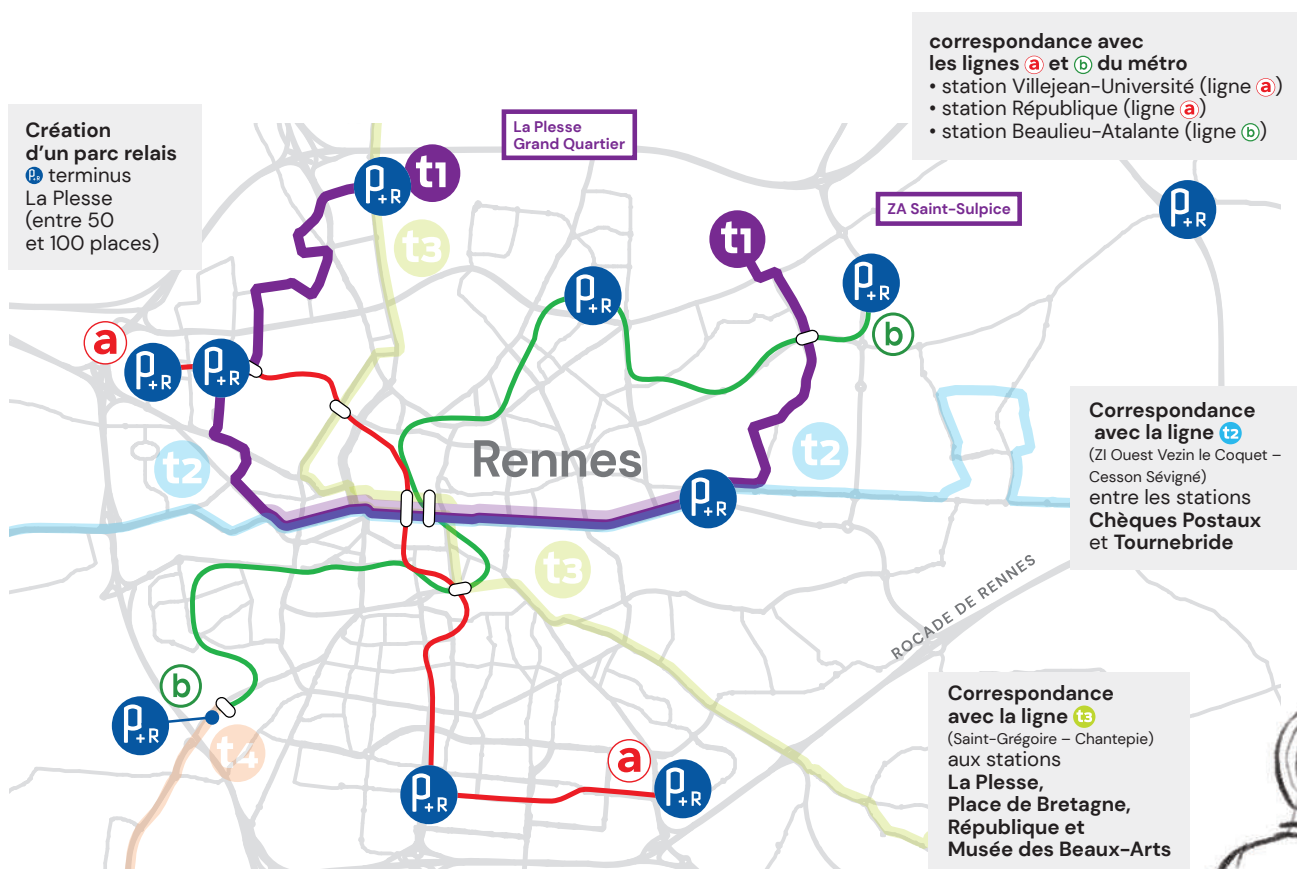 correspondance avec
les lignes a et b du métro
• station Villejean-Université (ligne a)
• station République (ligne a)
• station Beaulieu-Atalante (ligne b)
Création
d'un parc relais
P+R terminus
La Plesse
(entre 50
et 100 places)
La Plesse
Grand Quartier
P+R
t1
t3
ZA Saint-Sulpice
P+R
t1
P+R
P+R
b
a
P+R
P+R
t2
Rennes
t2
P+R
t3
Correspondance
avec la ligne t2
(ZI Ouest Vezin le Coquet –
Cesson Sévigné)
entre les stations
Chèques Postaux
et Tournebride
ROCADE DE RENNES
b
P+R
t4
P+R
a
P+R
Correspondance
avec la ligne t3
(Saint-Grégoire – Chantepie)
aux stations
La Plesse,
Place de Bretagne,
République et
Musée des Beaux-Arts